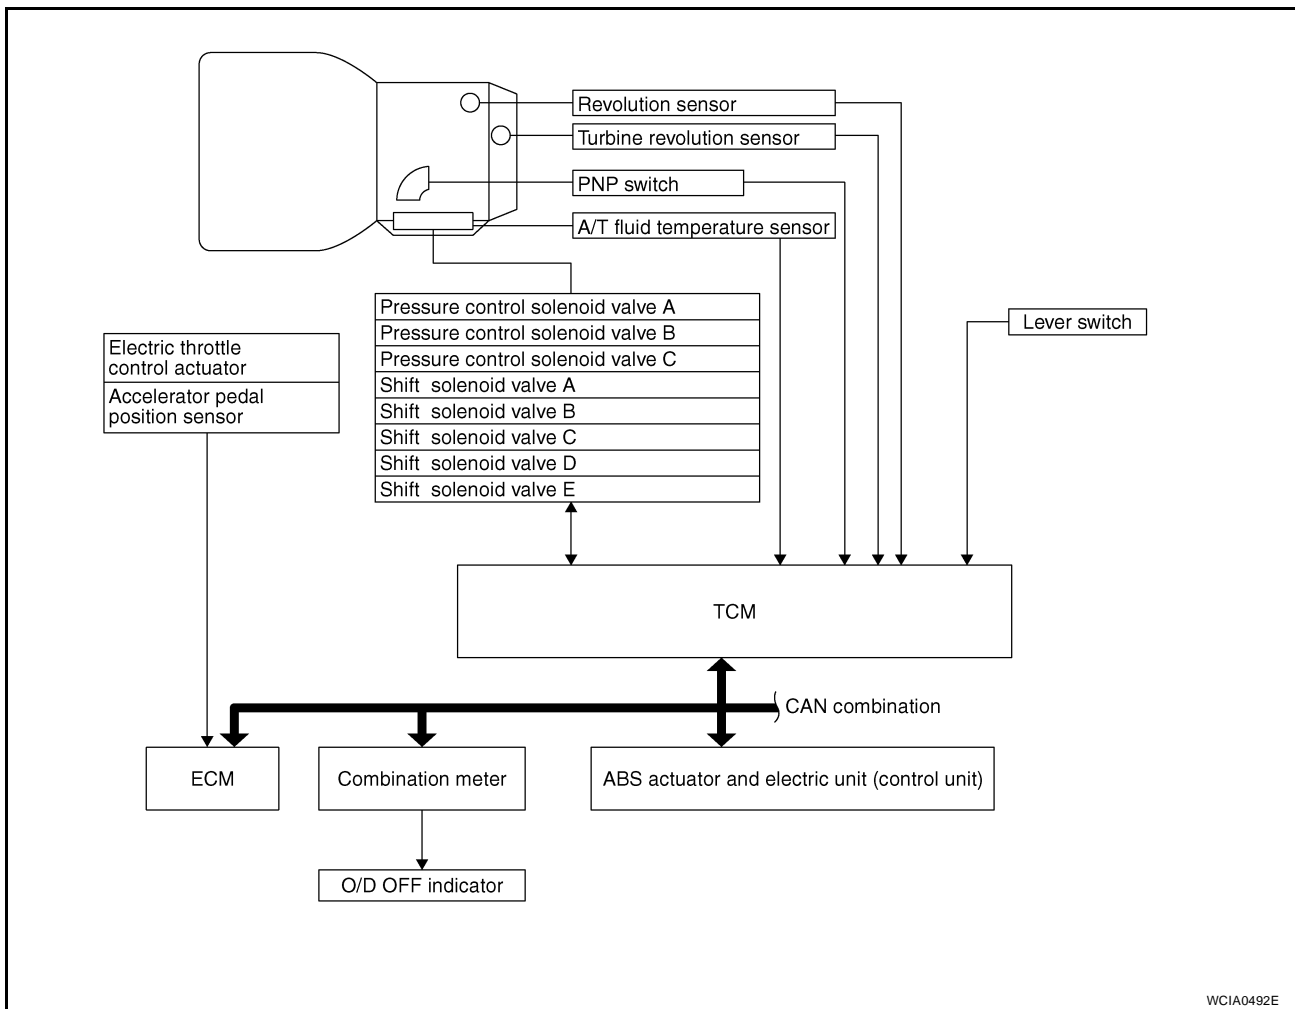 Revolution sensor
Turbine revolution sensor
PNP switch
A/T fluid temperature sensor
Pressure control solenoid valve A
Pressure control solenoid valve B
Pressure control solenoid valve C
Shift solenoid valve A
Shift solenoid valve B
Shift solenoid valve C
Shift solenoid valve D
Shift solenoid valve E
Lever switch
Electric throttle
control actuator
Accelerator pedal
position sensor
TCM
CAN combination
ECM
Combination meter
ABS actuator and electric unit (control unit)
O/D OFF indicator
WCIA0492E